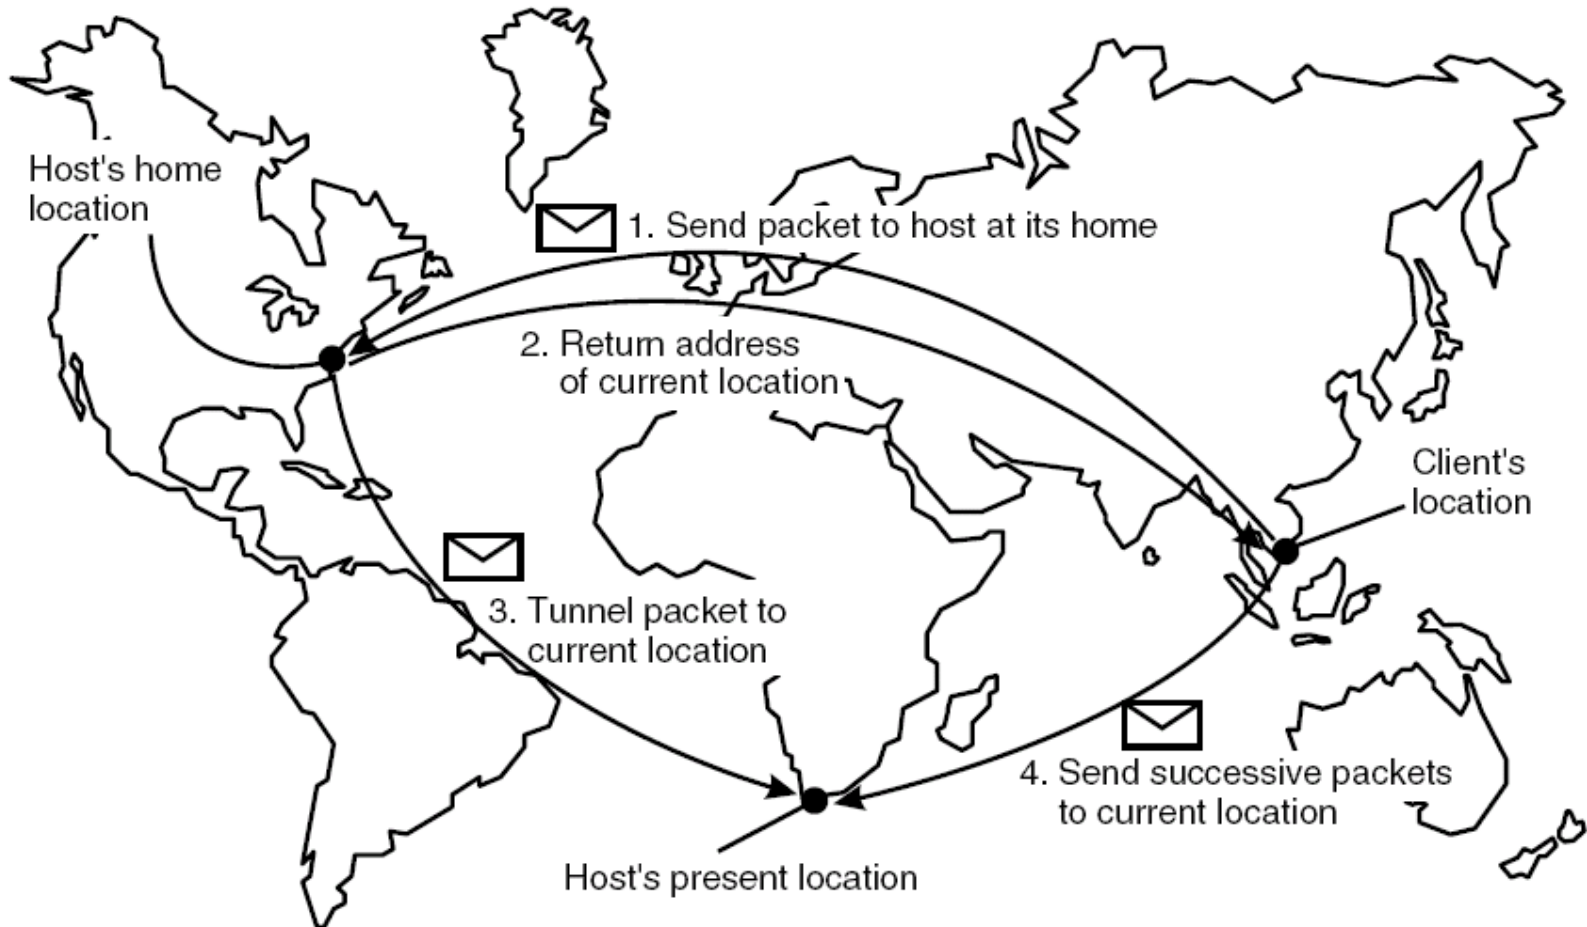 Host's home
location
1. Send packet to host at its home
2. Return address
of current location
Client's
location
3. Tunnel packet to
current location
4. Send successive packets
to current location
Host's present location